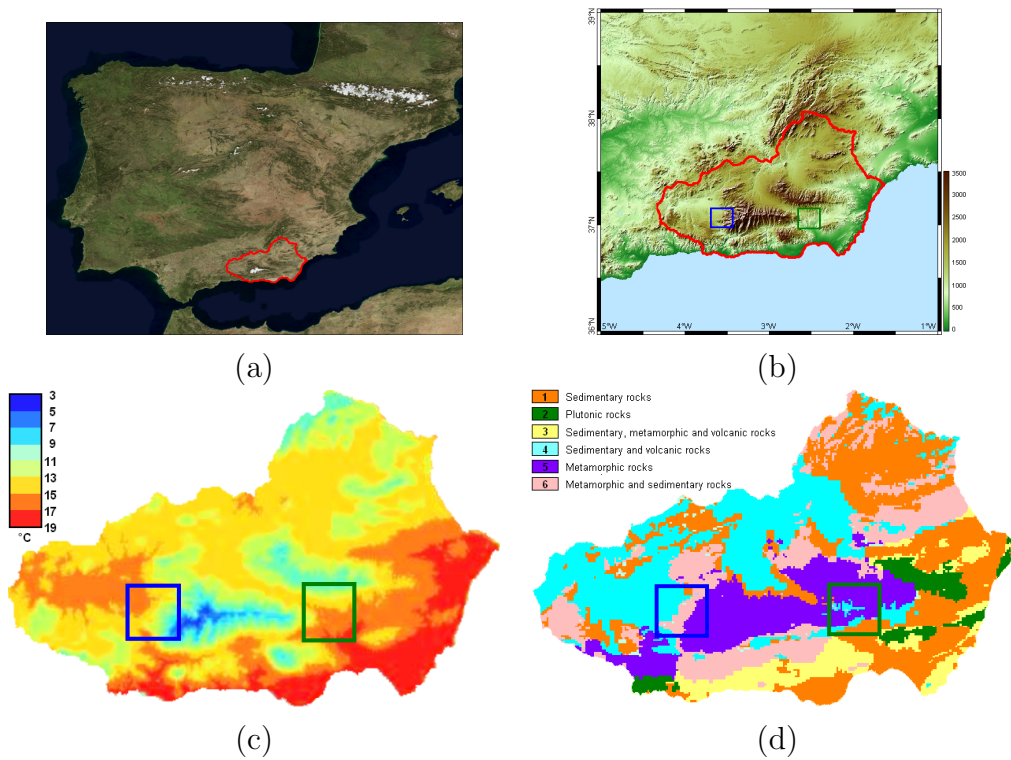 (a)
39°N
38°N
37°N
36°N
5°W
4°W
3°W
2°W
1°W
3500
3000
2500
2000
1500
1000
500
0
(b)
3
5
7
9
11
13
15
17
19
°C
(c)
1 Sedimentary rocks
2 Plutonic rocks
3 Sedimentary, metamorphic and volcanic rocks
4 Sedimentary and volcanic rocks
5 Metamorphic rocks
6 Metamorphic and sedimentary rocks
(d)